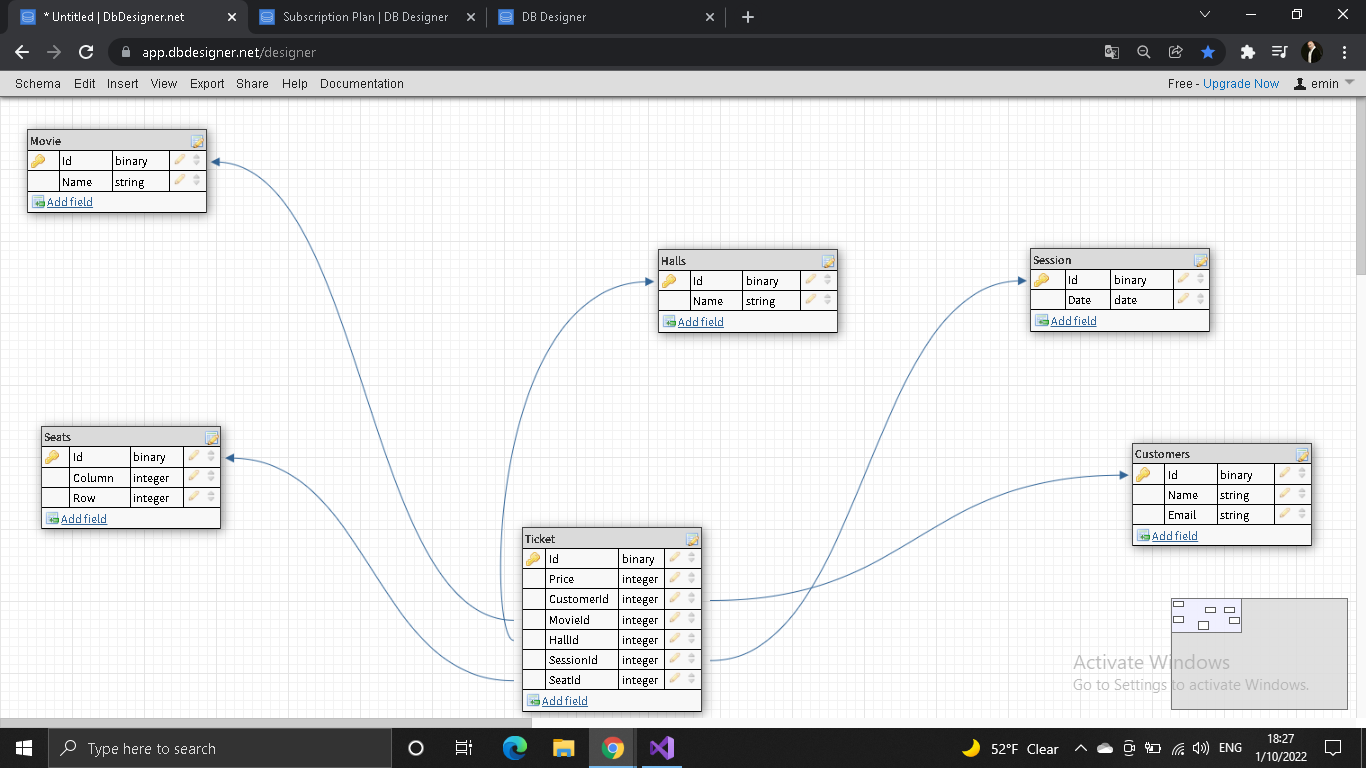 * Untitled | DbDesigner.net
Subscription Plan | DB Designer
DB Designer
app.dbdesigner.net/designer
Schema Edit Insert View Export Share Help Documentation
Free - Upgrade Now emin
Movie
Id binary
Name string
Add field
Halls
Id binary
Name string
Add field
Session
Id binary
Date date
Add field
Seats
Id binary
Column integer
Row integer
Add field
Customers
Id binary
Name string
Email string
Add field
Ticket
Id binary
Price integer
CustomerId integer
MovieId integer
HallId integer
SessionId integer
SeatId integer
Add field
Activate Windows
Go to Settings to activate Windows.
Type here to search
52°F Clear
ENG
18:27
1/10/2022